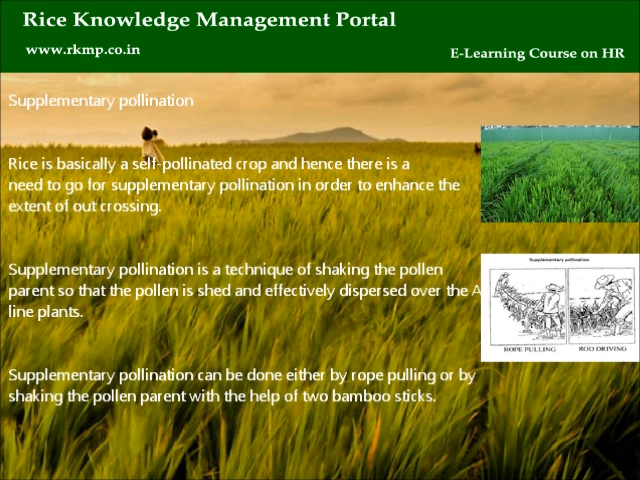 Rice Knowledge Management Portal
www.rkmp.co.in
E-Learning Course on HR
Supplementary pollination
Rice is basically a self-pollinated crop and hence there is a
need to go for supplementary pollination in order to enhance the
extent of out crossing.
Supplementary pollination is a technique of shaking the pollen
parent so that the pollen is shed and effectively dispersed over the A
line plants.
Supplementary pollination can be done either by rope pulling or by
shaking the pollen parent with the help of two bamboo sticks.
Supplementary pollination
ROPE PULLING
ROD DRIVING